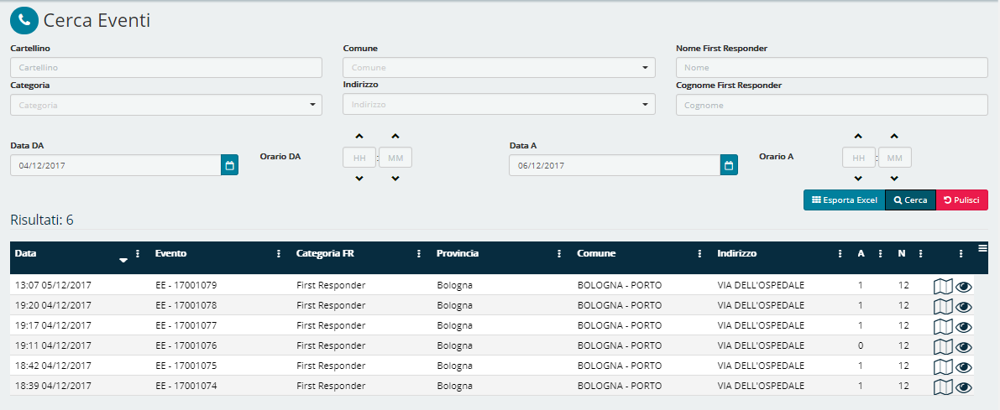 Cerca Eventi
Cartellino Comune Nome First Responder
Cartellino Comune Nome
Categoria Indirizzo Cognome First Responder
Categoria Indirizzo Cognome
Data DA Orario DA HH : MM Data A Orario A HH : MM
04/12/2017 06/12/2017
Esporta Excel Cerca Pulisci
Risultati: 6
Data Evento Categoria FR Provincia Comune Indirizzo A N
13:07 05/12/2017 EE - 17001079 First Responder Bologna BOLOGNA - PORTO VIA DELL'OSPEDALE 1 12
19:20 04/12/2017 EE - 17001078 First Responder Bologna BOLOGNA - PORTO VIA DELL'OSPEDALE 1 12
19:17 04/12/2017 EE - 17001077 First Responder Bologna BOLOGNA - PORTO VIA DELL'OSPEDALE 1 12
19:11 04/12/2017 EE - 17001076 First Responder Bologna BOLOGNA - PORTO VIA DELL'OSPEDALE 0 12
18:42 04/12/2017 EE - 17001075 First Responder Bologna BOLOGNA - PORTO VIA DELL'OSPEDALE 1 12
18:39 04/12/2017 EE - 17001074 First Responder Bologna BOLOGNA - PORTO VIA DELL'OSPEDALE 1 12